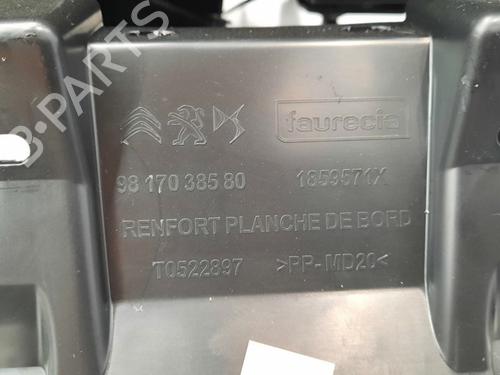 faurecia
98 170 385 80 1859571X
RENFORT PLANCHE DE BORD
T0522897 >PP-MD20<
B-Parts